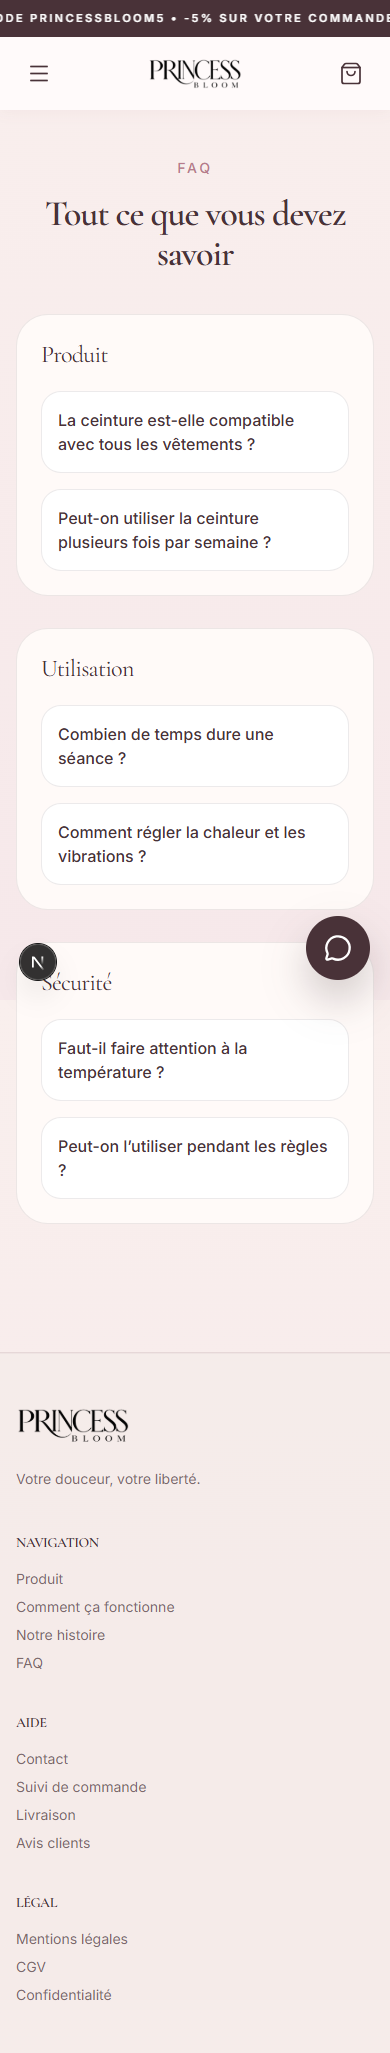 ODE PRINCESSBLOOM5 • -5% SUR VOTRE COMMANDE
PRINCESS
BLOOM
FAQ
Tout ce que vous devez
savoir
Produit
La ceinture est-elle compatible
avec tous les vêtements ?
Peut-on utiliser la ceinture
plusieurs fois par semaine ?
Utilisation
Combien de temps dure une
séance ?
Comment régler la chaleur et les
vibrations ?
N
Sécurité
Faut-il faire attention à la
température ?
Peut-on l’utiliser pendant les règles
?
PRINCESS
BLOOM
Votre douceur, votre liberté.
NAVIGATION
Produit
Comment ça fonctionne
Notre histoire
FAQ
AIDE
Contact
Suivi de commande
Livraison
Avis clients
LÉGAL
Mentions légales
CGV
Confidentialité